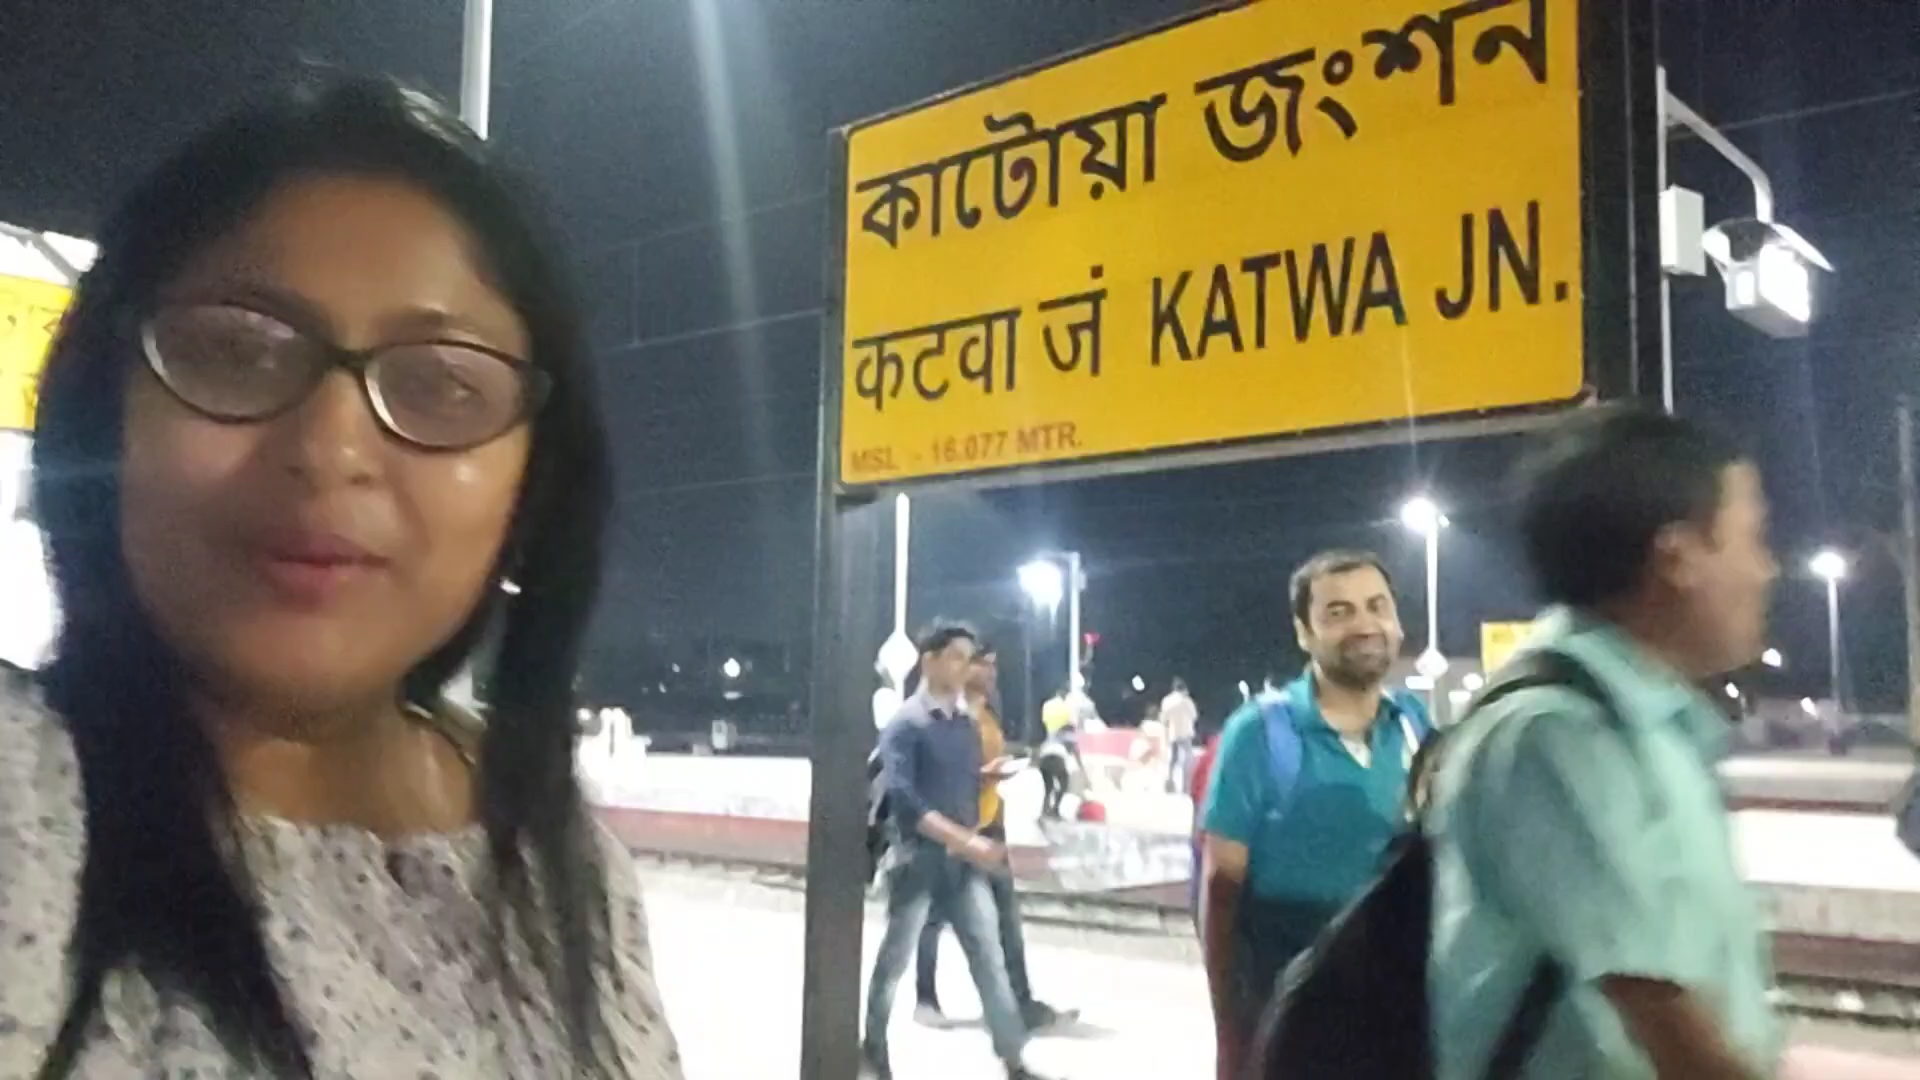 কাটোয়া জংশন
कटवा जं KATWA JN.
MSL - 16.077 MTR.